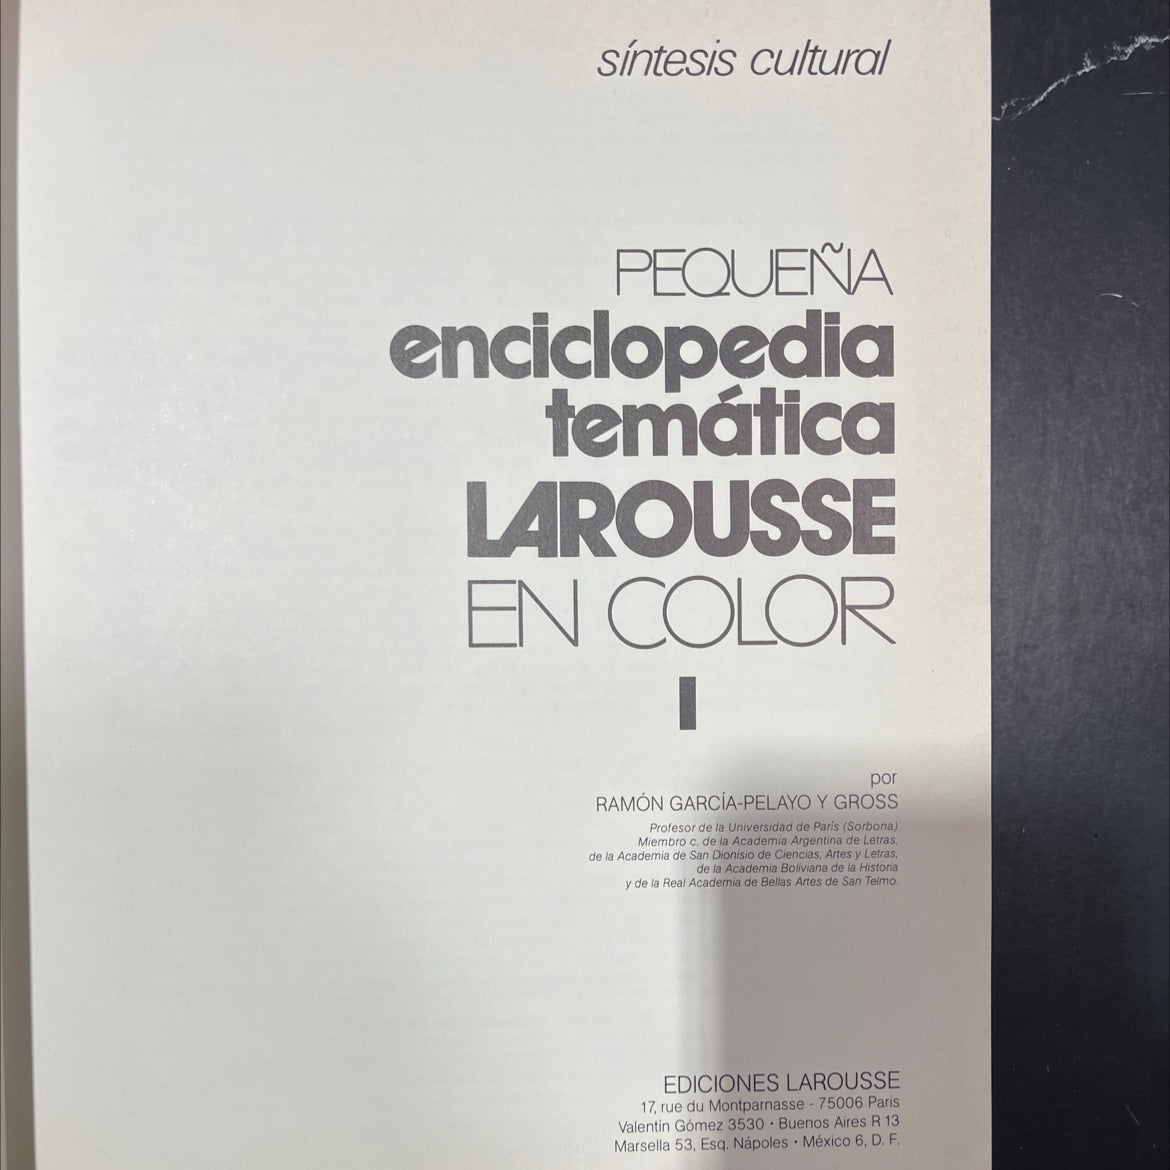 síntesis cultural
PEQUEÑA
enciclopedia
temática
LAROUSSE
EN COLOR
I
por
RAMÓN GARCÍA-PELAYO Y GROSS
Profesor de la Universidad de París (Sorbona)
Miembro c. de la Academia Argentina de Letras,
de la Academia de San Dionisio de Ciencias, Artes y Letras,
de la Academia Boliviana de la Historia
y de la Real Academia de Bellas Artes de San Telmo.
EDICIONES LAROUSSE
17, rue du Montparnasse - 75006 Paris
Valentín Gómez 3530 · Buenos Aires R 13
Marsella 53, Esq. Nápoles · México 6, D. F.